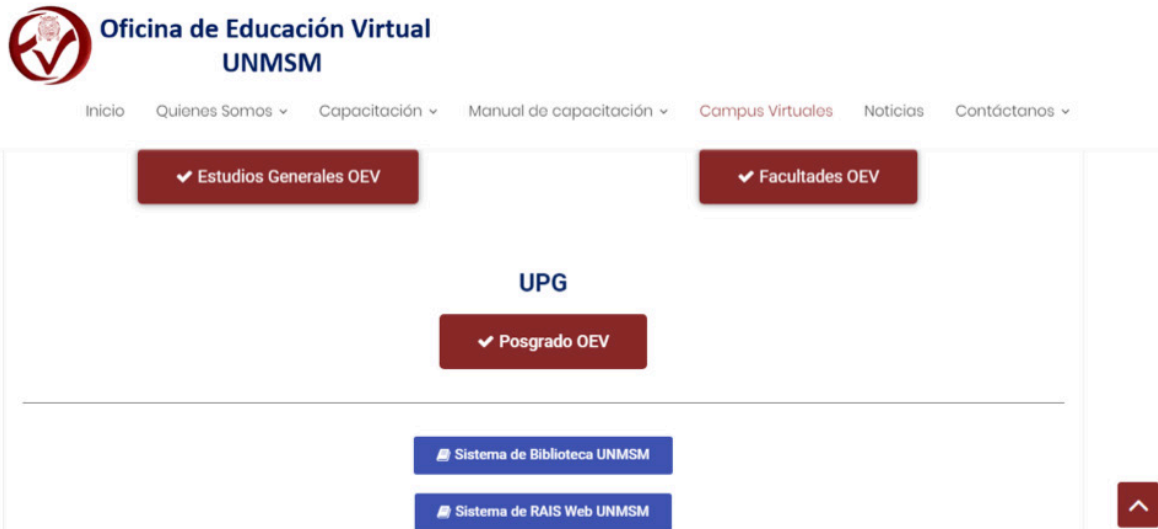 Oficina de Educación Virtual
UNMSM
Inicio Quienes Somos Capacitación Manual de capacitación Campus Virtuales Noticias Contáctanos
Estudios Generales OEV Facultades OEV
UPG
Posgrado OEV
Sistema de Biblioteca UNMSM
Sistema de RAIS Web UNMSM